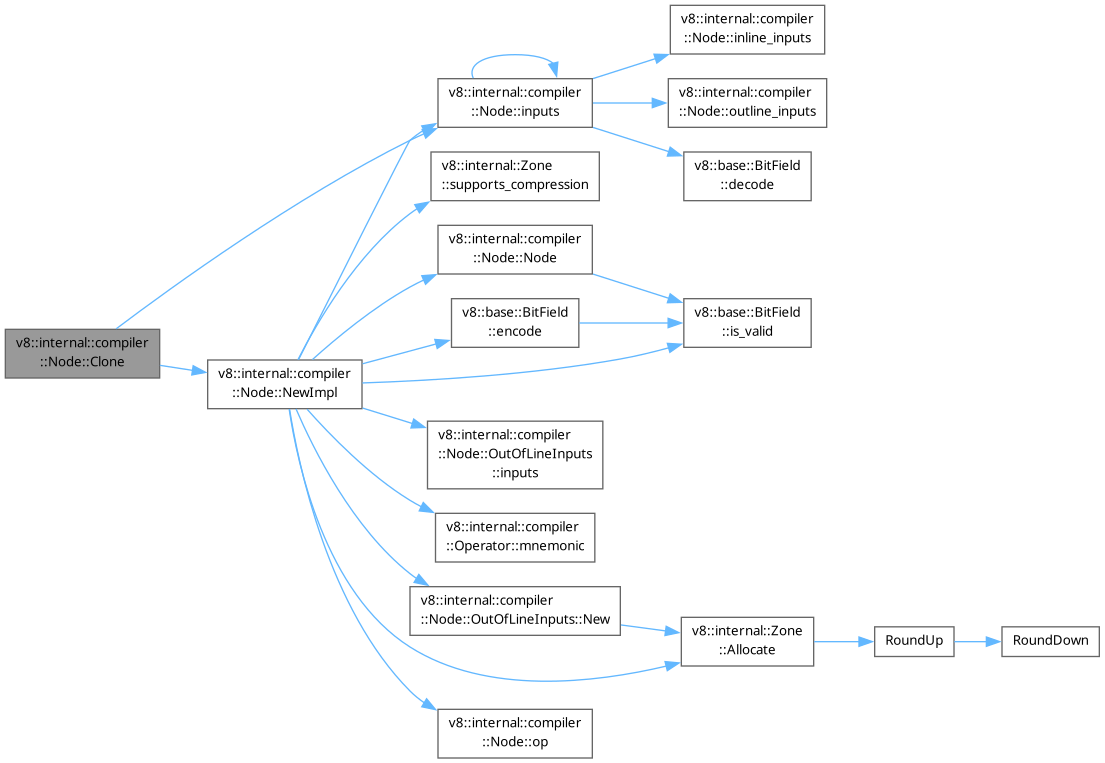 v8::internal::compiler
::Node::inline_inputs
v8::internal::compiler
::Node::inputs
v8::internal::compiler
::Node::outline_inputs
v8::internal::Zone
::supports_compression
v8::base::BitField
::decode
v8::internal::compiler
::Node::Node
v8::base::BitField
::encode
v8::base::BitField
::is_valid
v8::internal::compiler
::Node::Clone
v8::internal::compiler
::Node::NewImpl
v8::internal::compiler
::Node::OutOfLineInputs
::inputs
v8::internal::compiler
::Operator::mnemonic
v8::internal::compiler
::Node::OutOfLineInputs::New
v8::internal::Zone
::Allocate
RoundUp
RoundDown
v8::internal::compiler
::Node::op